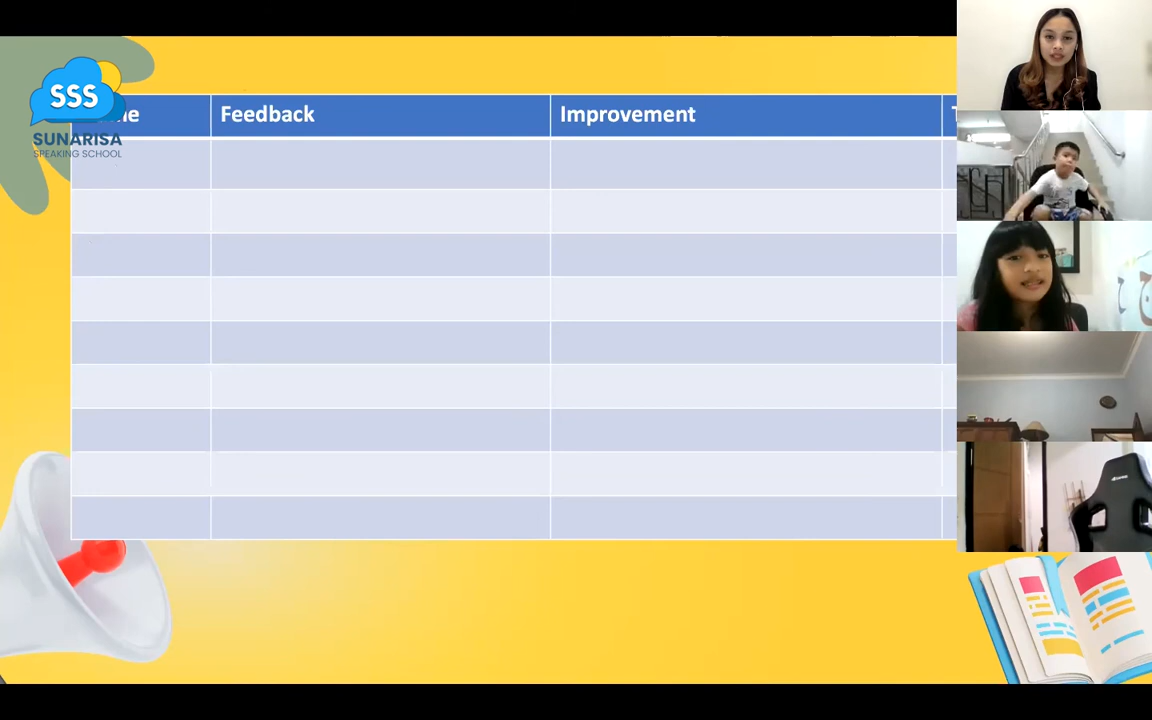 SSS
SUNARISA
SPEAKING SCHOOL
Feedback
Improvement